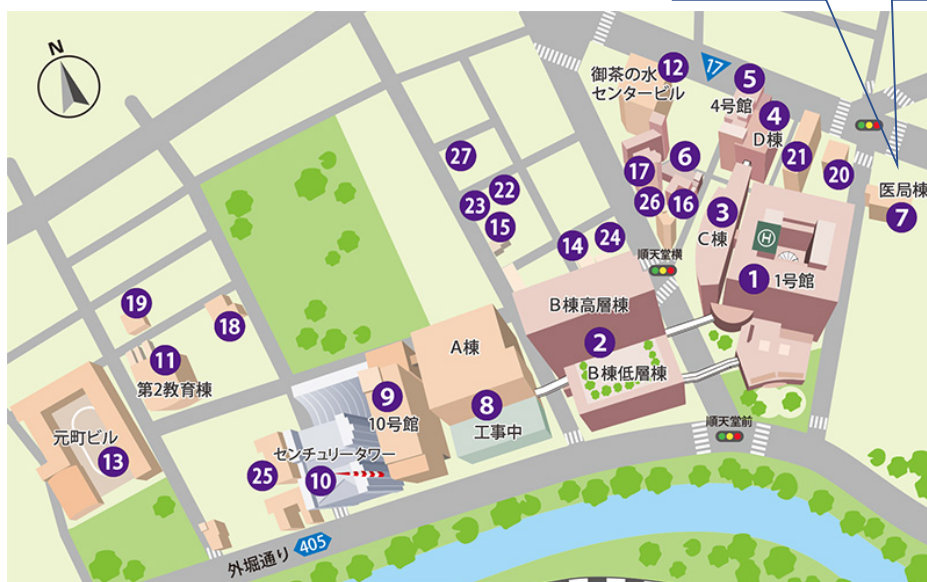 N
御茶の水
センタービル
12
17
5
4号館
4
D棟
21
20
医局棟
7
27
22
23
15
17
6
26
16
3
C棟
14
24
順天堂横
1
1号館
H
B棟高層棟
2
B棟低層棟
A棟
8
工事中
19
18
11
第2教育棟
9
10号館
元町ビル
13
センチュリータワー
25
10
順天堂前
外堀通り
405